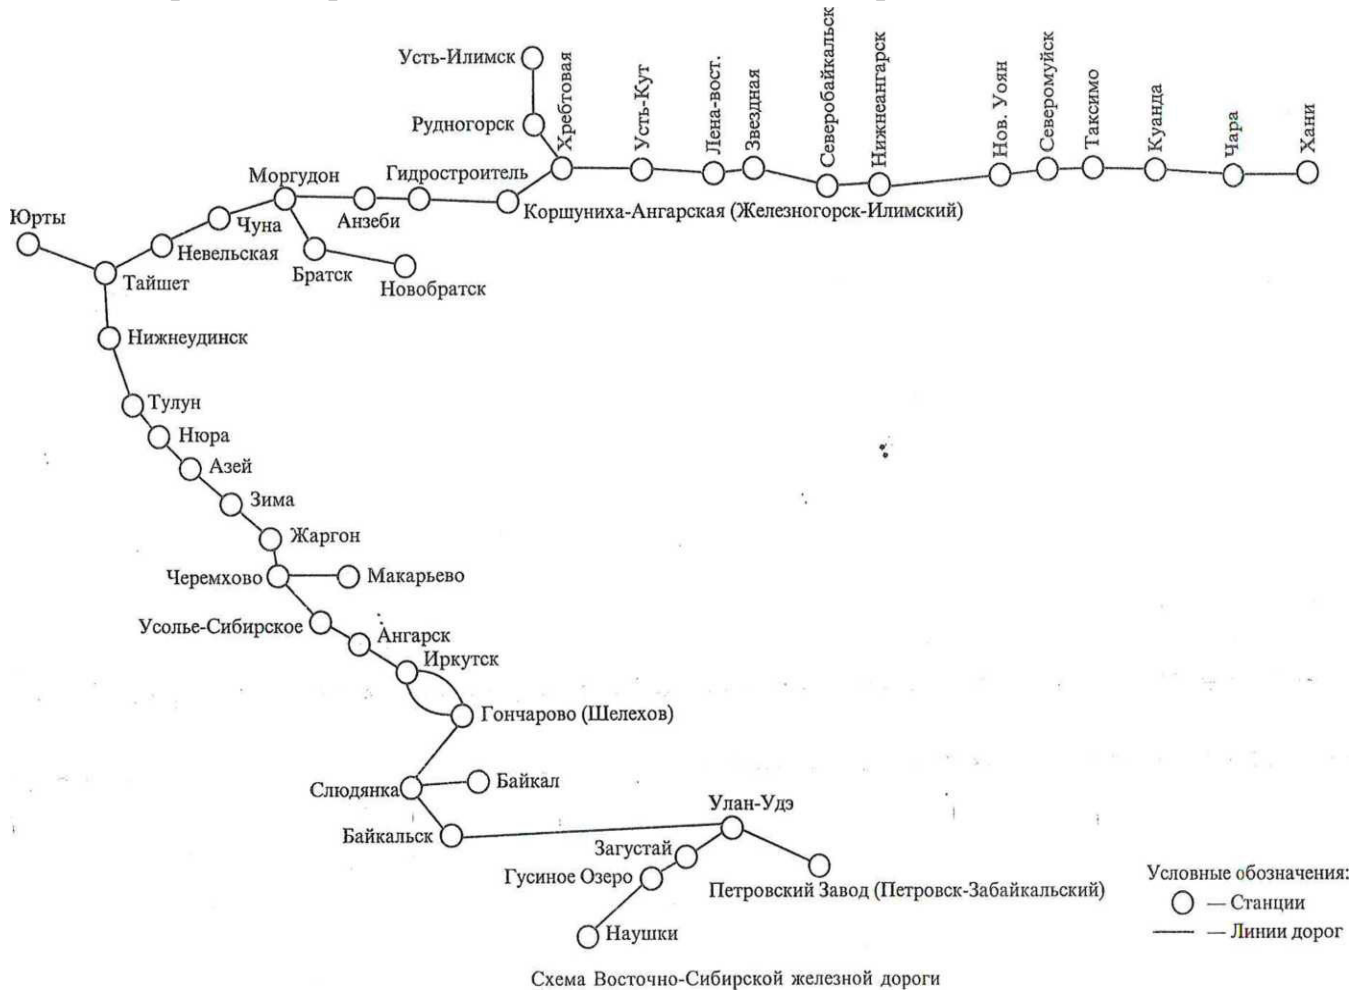 Усть-Илимск
Рудногорск
Хребтовая
Усть-Кут
Лена-вост.
Звездная
Северобайкальск
Нижнеангарск
Нов. Уоян
Северомуйск
Таксимо
Куанда
Чара
Хани
Моргудон
Гидростроитель
Анзеби
Коршуниха-Ангарская (Железногорск-Илимский)
Юрты
Чуна
Невельская
Братск
Новобратск
Тайшет
Нижнеудинск
Тулун
Нюра
Азей
Зима
Жаргон
Черемхово
Макарьево
Усолье-Сибирское
Ангарск
Иркутск
Гончарово (Шелехов)
Слюдянка
Байкал
Байкальск
Улан-Удэ
Загустай
Гусиное Озеро
Петровский Завод (Петровск-Забайкальский)
Наушки
Условные обозначения:
— Станции
— Линии дорог
Схема Восточно-Сибирской железной дороги